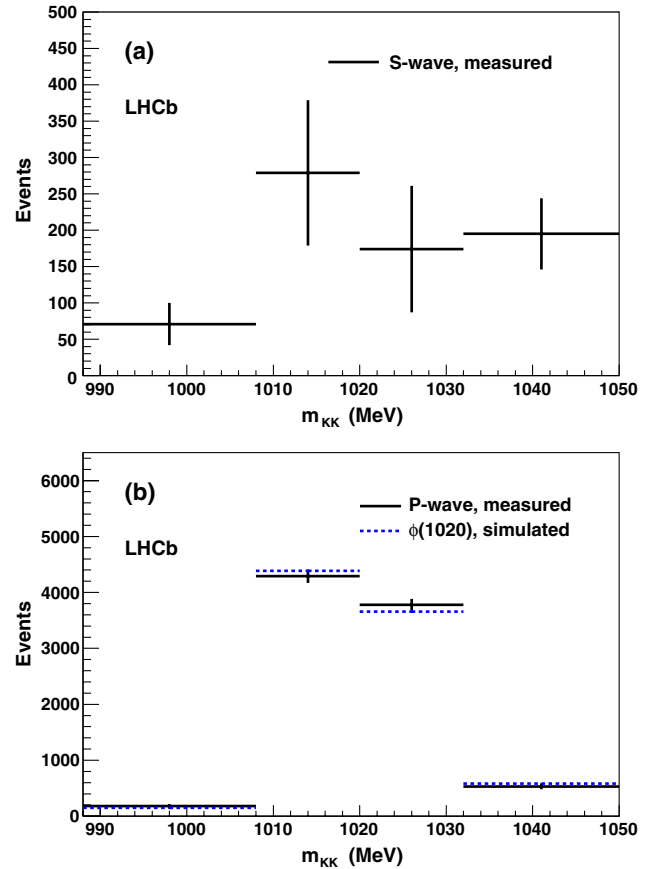 500
450
(a)
S-wave, measured
400
LHCb
350
300
250
200
150
100
50
0
Events
990 1000 1010 1020 1030 1040 1050
m KK (MeV)
(b)
P-wave, measured
ϕ(1020), simulated
LHCb
6000
5000
4000
3000
2000
1000
0
Events
990 1000 1010 1020 1030 1040 1050
m KK (MeV)